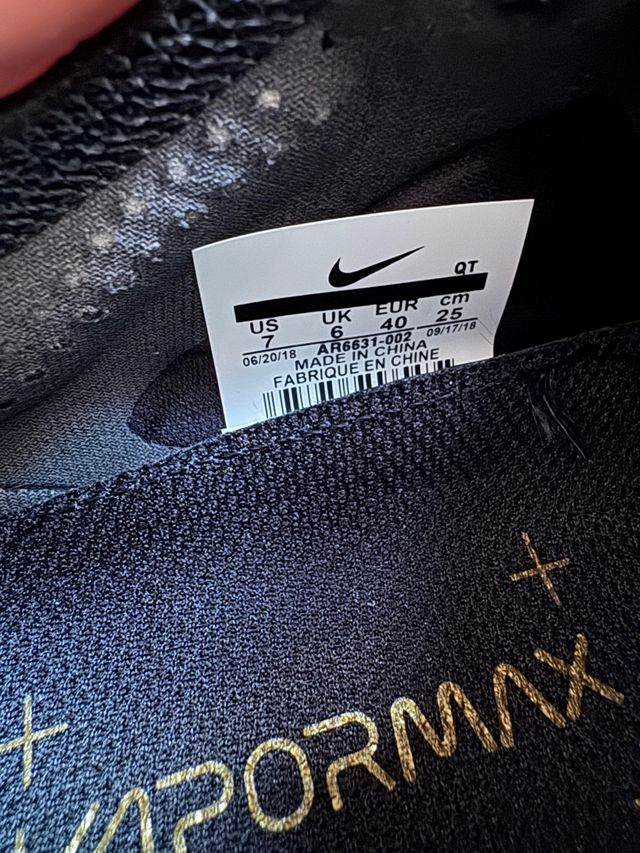 QT
US UK EUR cm
7 6 40 25
06/20/18 AR6631-002 09/17/18
MADE IN CHINA
FABRIQUE EN CHINE
VAPORMAX